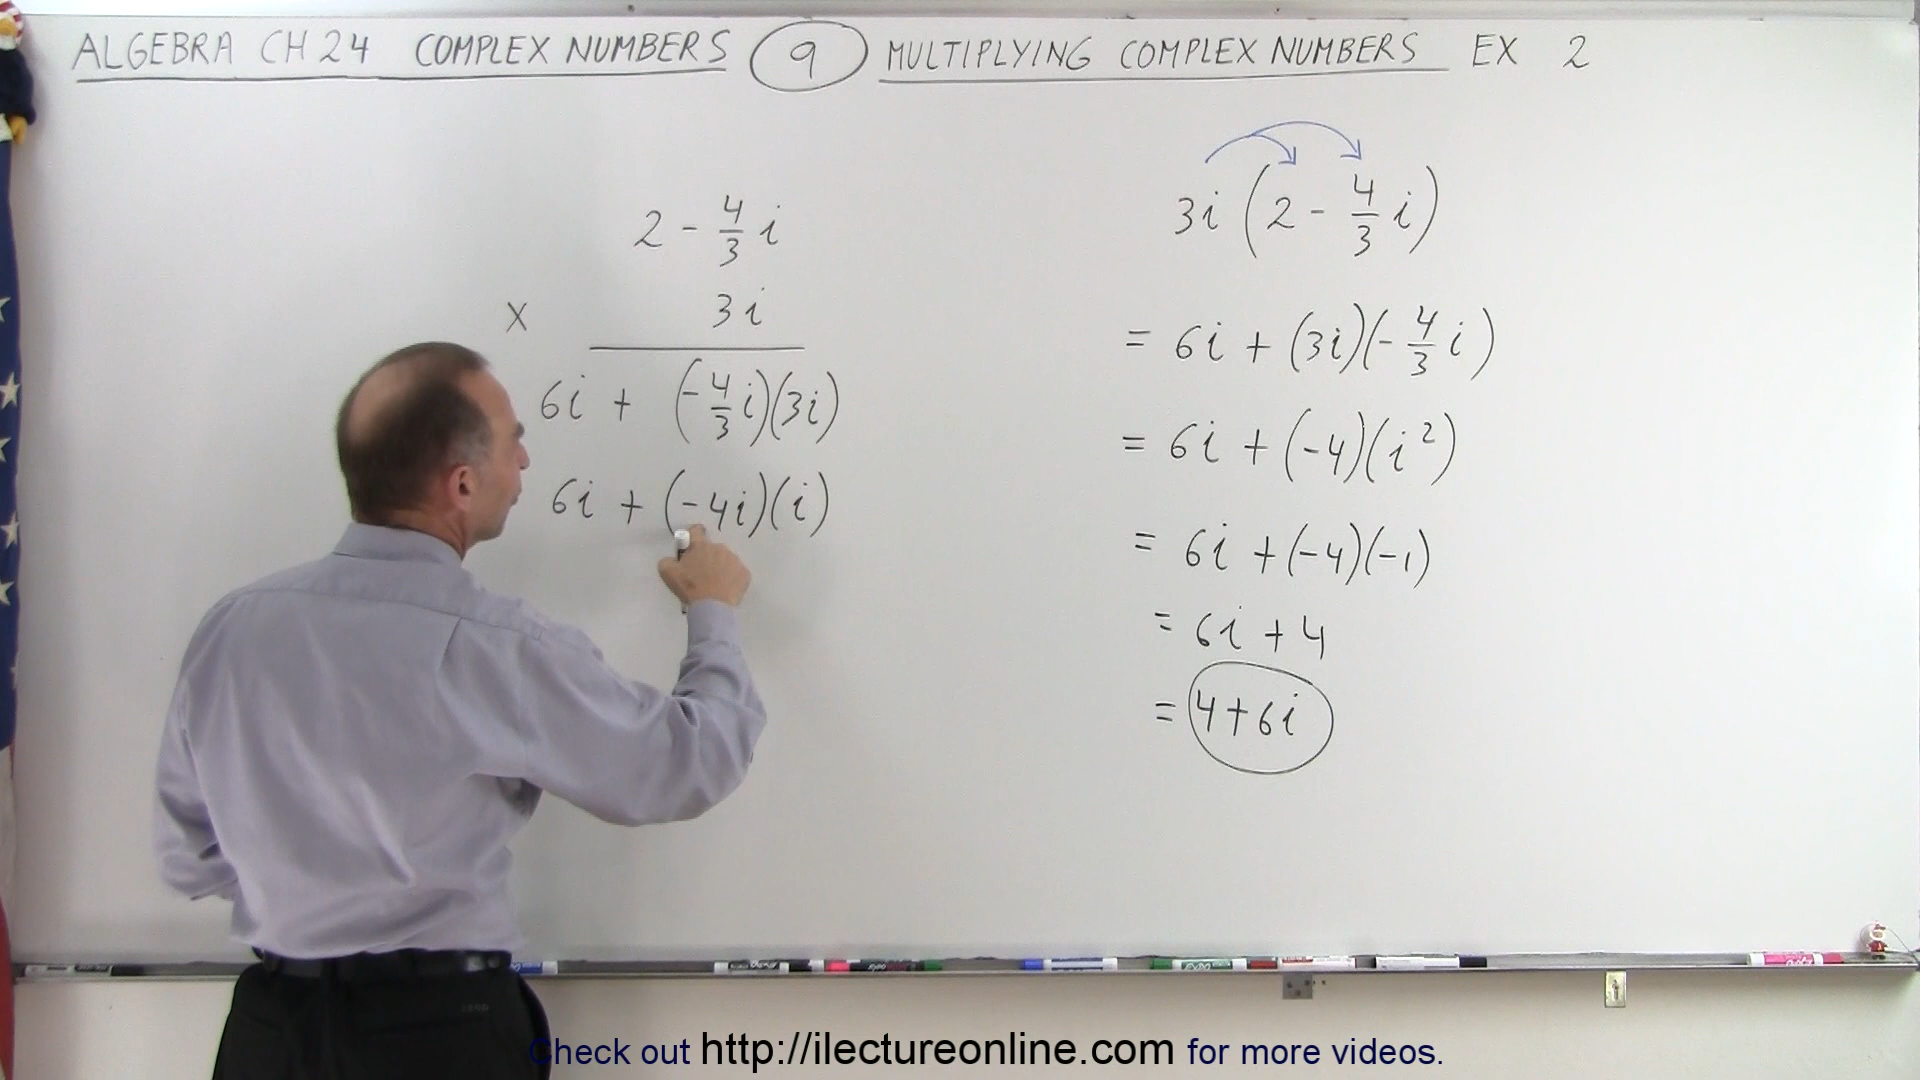 ALGEBRA CH 24 COMPLEX NUMBERS 9 MULTIPLYING COMPLEX NUMBERS EX 2
2 - 4/3 i
x 3i
6i + (-4/3 i)(3i)
6i + (-4i)(i)
3i (2 - 4/3 i)
= 6i + (3i)(-4/3 i)
= 6i + (-4)(i²)
= 6i + (-4)(-1)
= 6i + 4
= 4+6i
Check out http://ilectureonline.com for more videos.